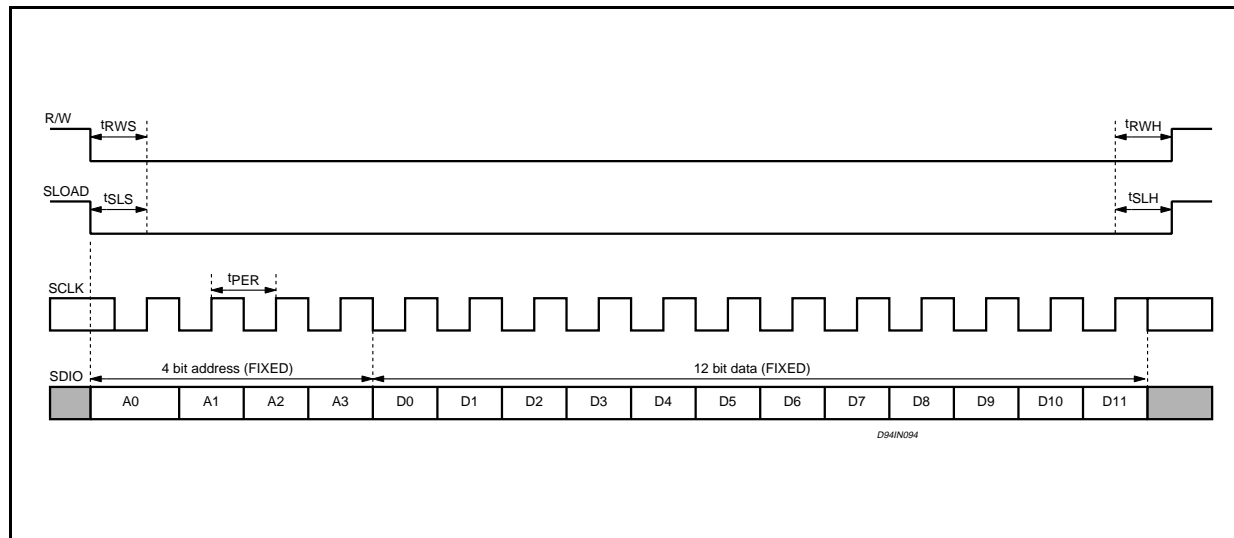 R/W
tRWS
tRWH
SLOAD
tSLS
tSLH
tPER
SCLK
4 bit address (FIXED)
12 bit data (FIXED)
SDIO
A0 A1 A2 A3 D0 D1 D2 D3 D4 D5 D6 D7 D8 D9 D10 D11
D94IN094